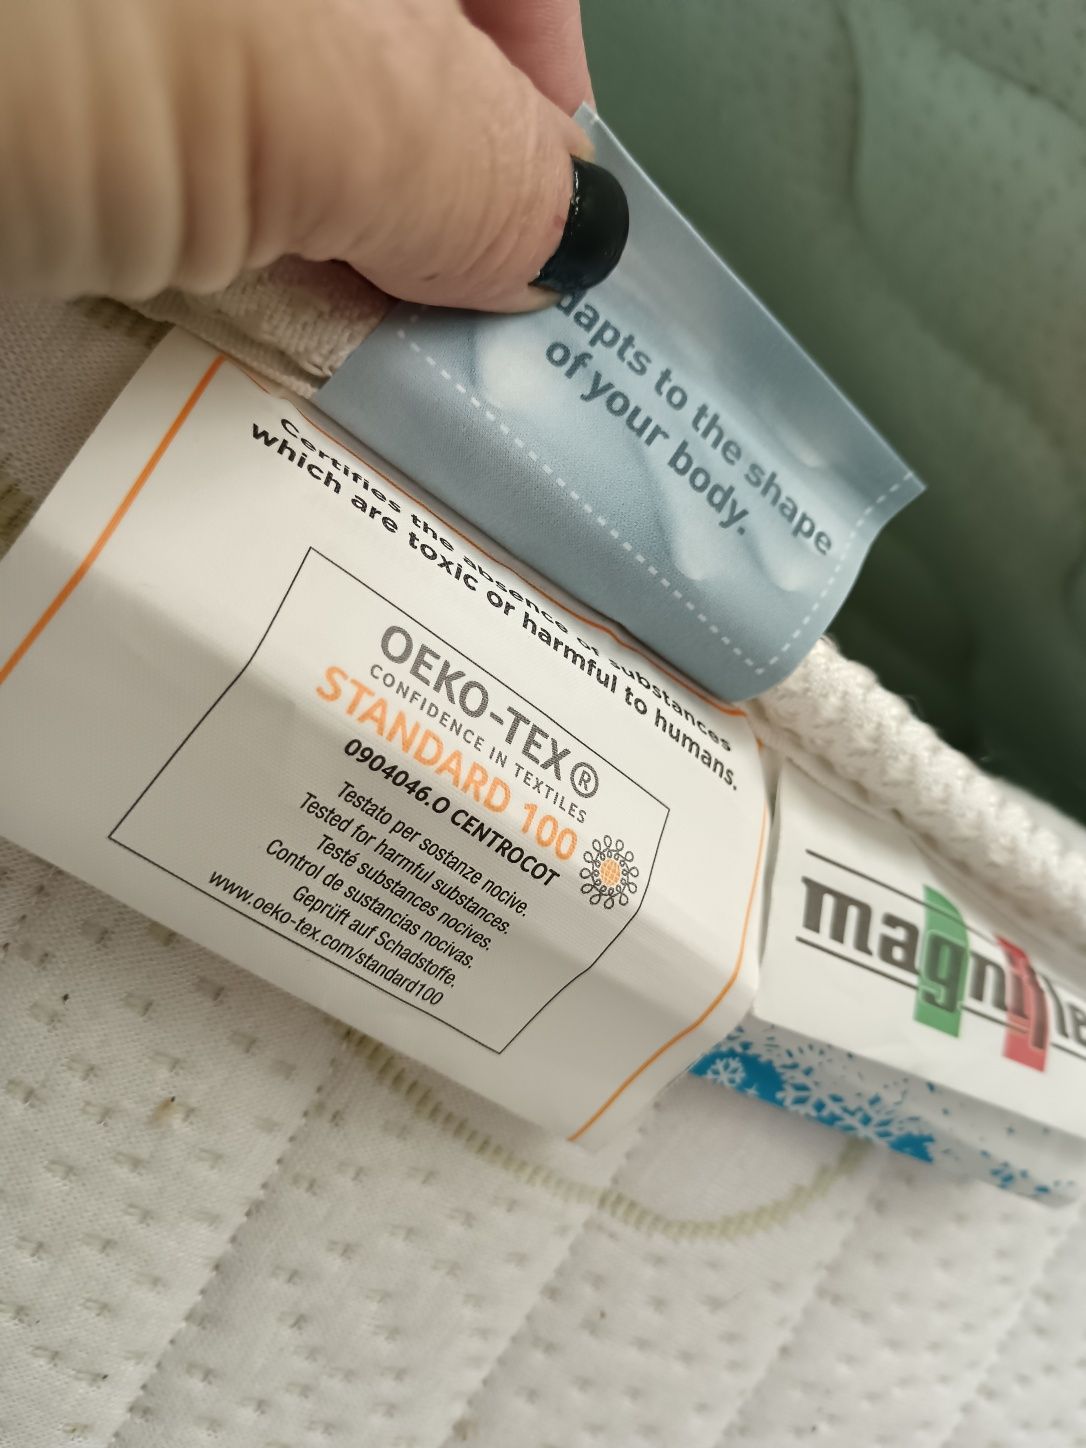 dapts to the shape
of your body.
Certifies the absence of substances
which are toxic or harmful to humans.
OEKO-TEX®
CONFIDENCE IN TEXTILES
STANDARD 100
0904046.O CENTROCOT
Testato per sostanze nocive.
Tested for harmful substances.
Testé substances nocives.
Control de sustancias nocivas.
Geprüft auf Schadstoffe.
www.oeko-tex.com/standard100
magnifle